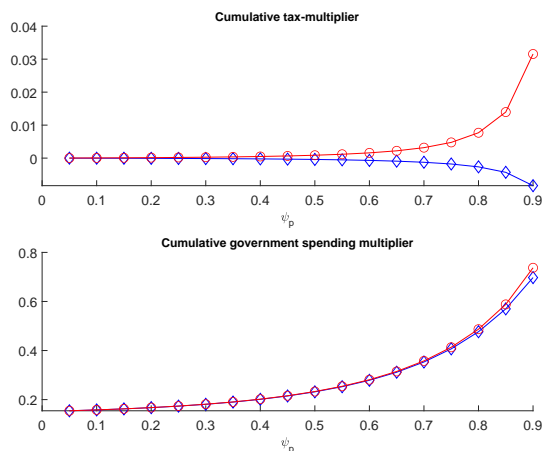 Cumulative tax-multiplier
0.04
0.03
0.02
0.01
0
0 0.1 0.2 0.3 0.4 0.5 0.6 0.7 0.8 0.9
ψp
Cumulative government spending multiplier
0.8
0.6
0.4
0.2
0 0.1 0.2 0.3 0.4 0.5 0.6 0.7 0.8 0.9
ψp